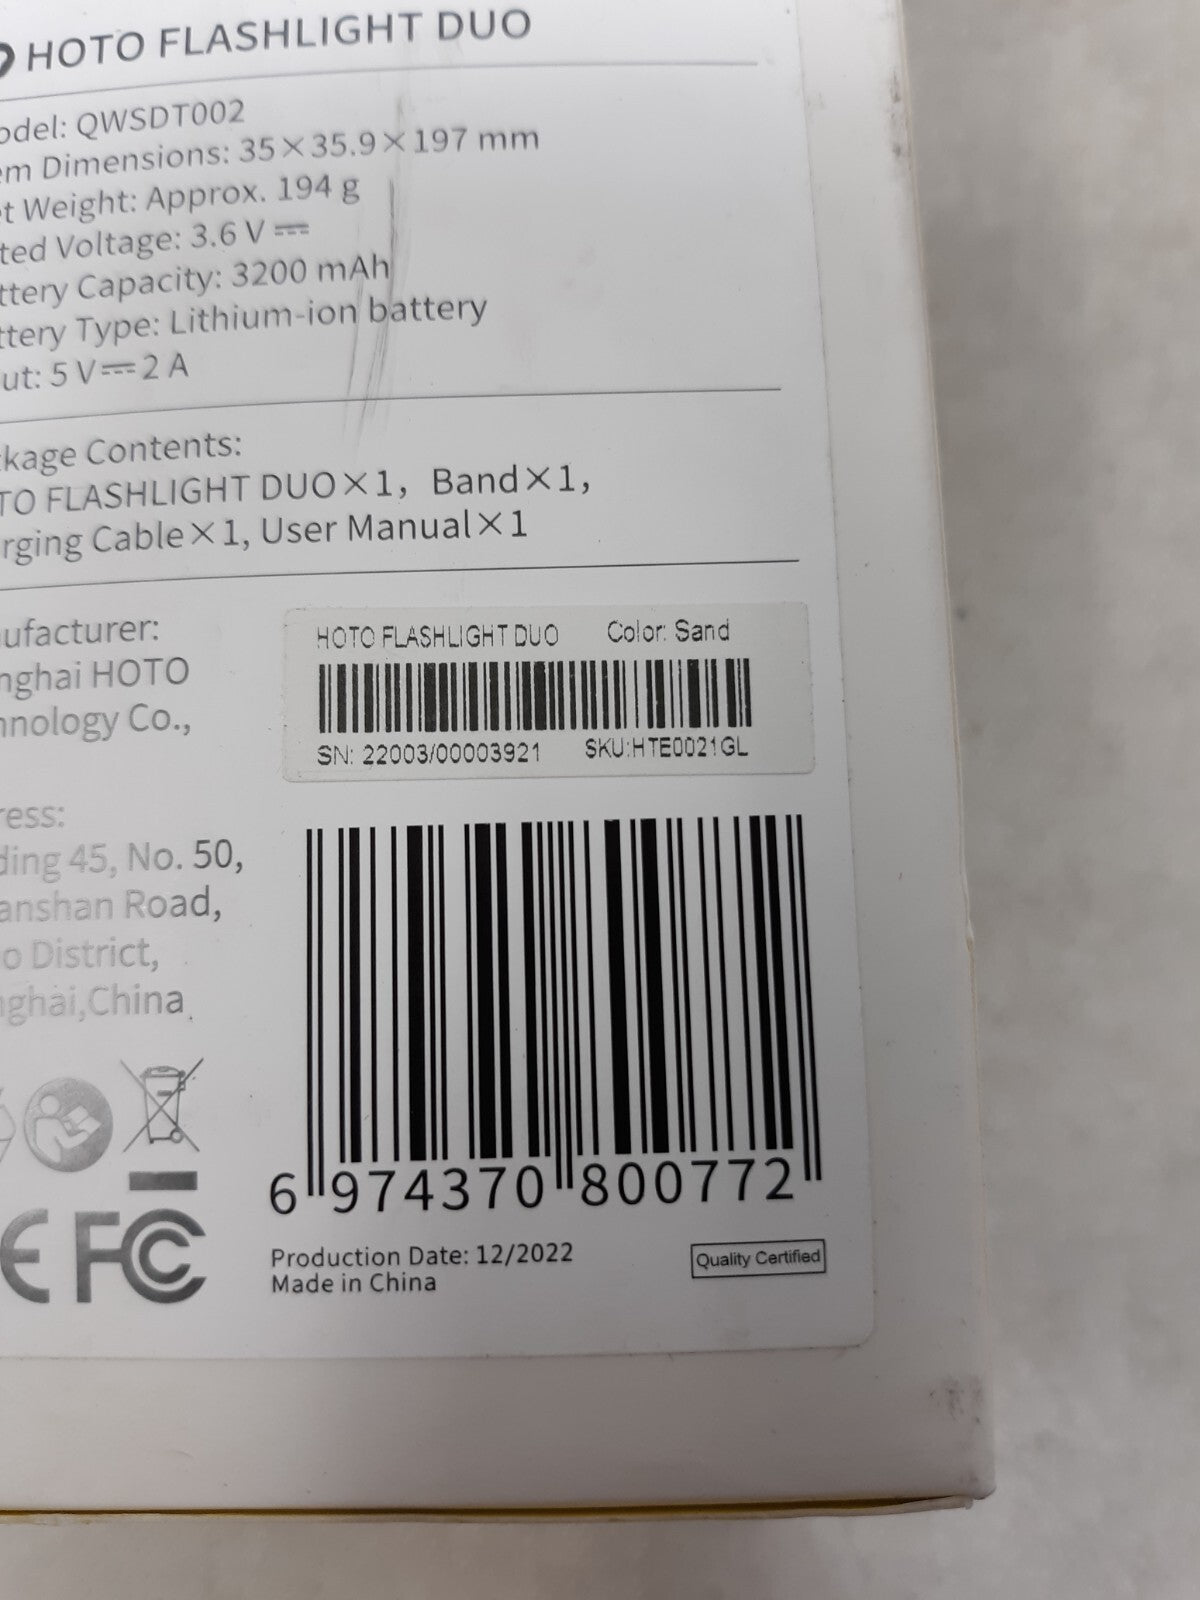 HOTO FLASHLIGHT DUO
odel: QWSDT002
em Dimensions: 35×35.9×197 mm
et Weight: Approx. 194 g
ted Voltage: 3.6 V⎓
ttery Capacity: 3200 mAh
ttery Type: Lithium-ion battery
ut: 5 V⎓2 A
kage Contents:
TO FLASHLIGHT DUO×1, Band×1,
rging Cable×1, User Manual×1
ufacturer:
nghai HOTO
hnology Co.,
ress:
ding 45, No. 50,
anshan Road,
o District,
nghai,China
HOTO FLASHLIGHT DUO Color: Sand
SN: 22003/00003921 SKU:HTE0021GL
6 974370 800772
Production Date: 12/2022
Made in China
Quality Certified
CE FC